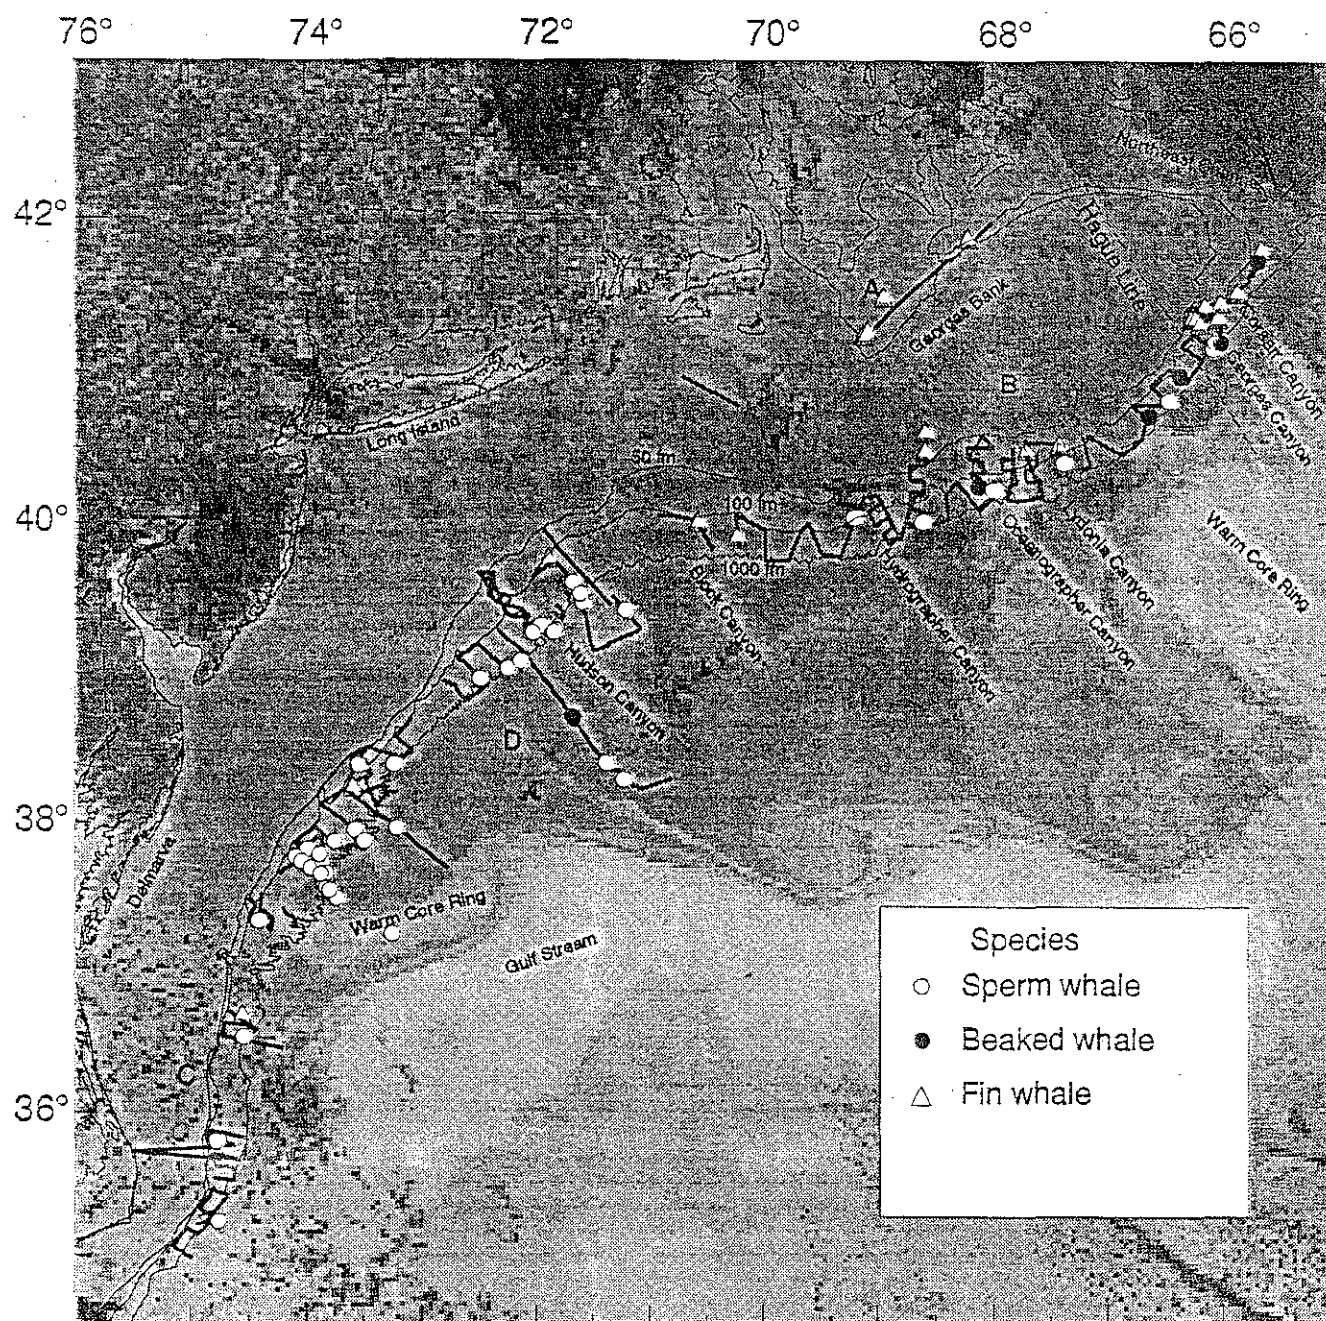 76° 74° 72° 70° 68° 66°
42°
40°
38°
36°
Northeast
Hague Line
A
Georges Bank
B
Corsair Canyon
Georges Canyon
Long Island
50 fm
100 fm
1000 fm
Warm Core Ring
Lydonia Canyon
Oceanographer Canyon
Hydrographer Canyon
Block Canyon
Hudson Canyon
D
Delmarva
Warm Core Ring
Gulf Stream
C
Species
Sperm whale
Beaked whale
Fin whale